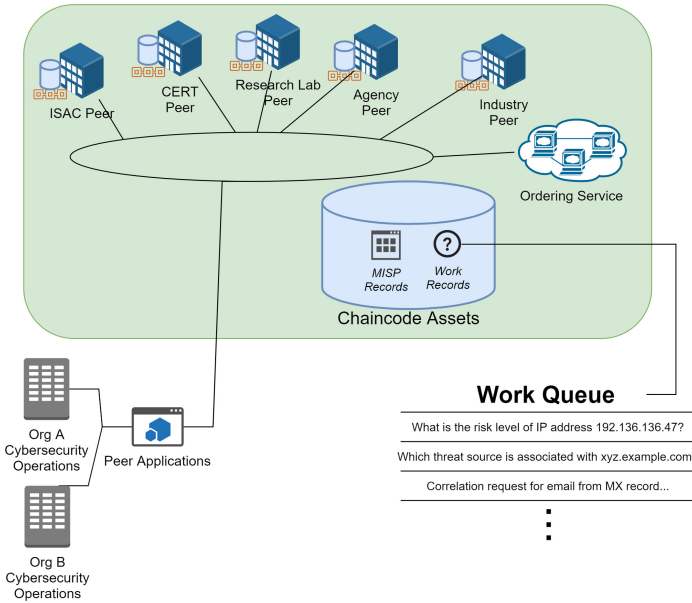 ISAC Peer
CERT
Peer
Research Lab
Peer
Agency
Peer
Industry
Peer
Ordering Service
?
MISP
Records
Work
Records
Chaincode Assets
Org A
Cybersecurity
Operations
Peer Applications
Org B
Cybersecurity
Operations
Work Queue
What is the risk level of IP address 192.136.136.47?
Which threat source is associated with xyz.example.com
Correlation request for email from MX record...